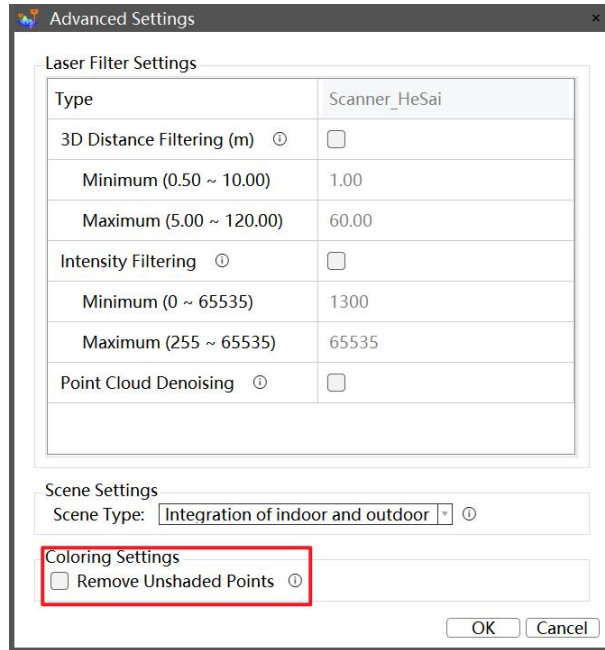 Advanced Settings
Laser Filter Settings
Type Scanner_HeSai
3D Distance Filtering (m)
Minimum (0.50 ~ 10.00) 1.00
Maximum (5.00 ~ 120.00) 60.00
Intensity Filtering
Minimum (0 ~ 65535) 1300
Maximum (255 ~ 65535) 65535
Point Cloud Denoising
Scene Settings
Scene Type: Integration of indoor and outdoor
Coloring Settings
Remove Unshaded Points
OK Cancel